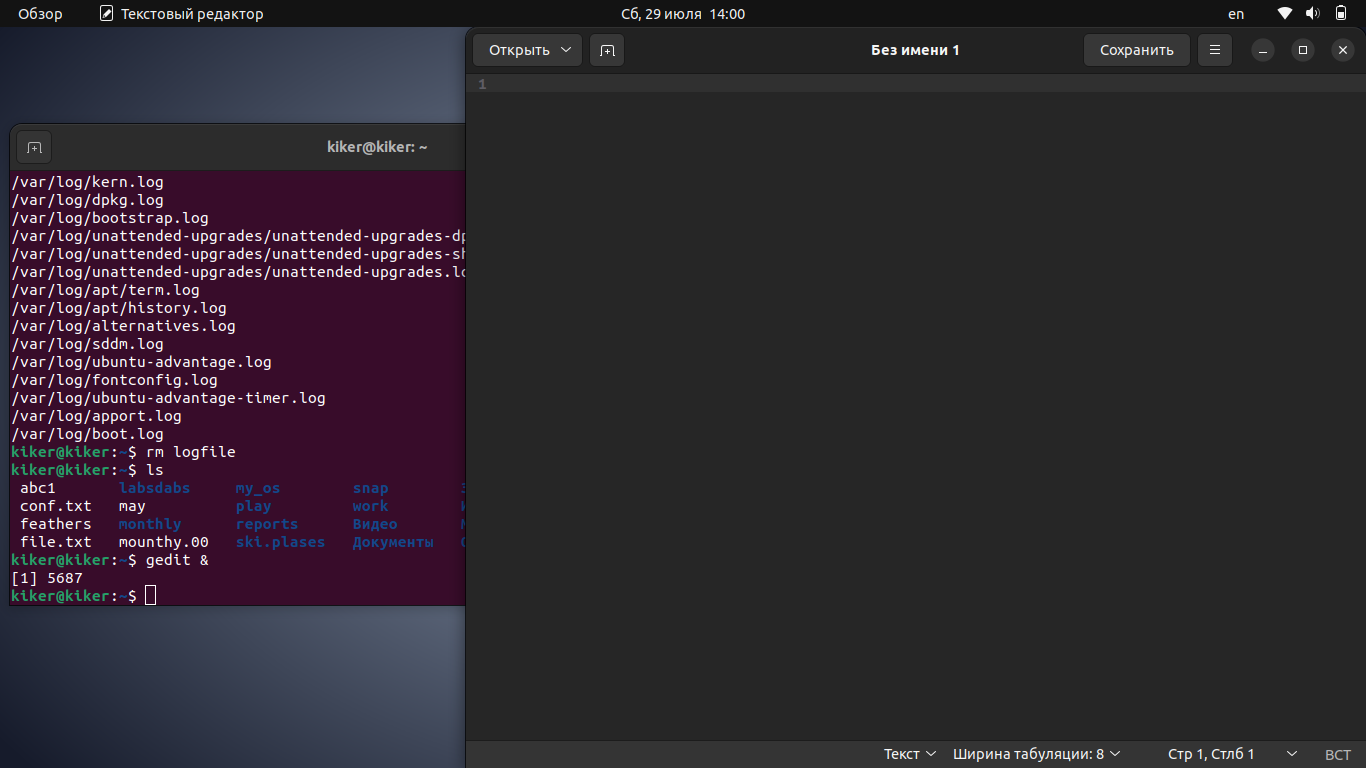 Обзор Текстовый редактор Сб, 29 июля 14:00 en
Открыть Без имени 1 Сохранить
1
kiker@kiker: ~
/var/log/kern.log
/var/log/dpkg.log
/var/log/bootstrap.log
/var/log/unattended-upgrades/unattended-upgrades-dp
/var/log/unattended-upgrades/unattended-upgrades-sh
/var/log/unattended-upgrades/unattended-upgrades.lo
/var/log/apt/term.log
/var/log/apt/history.log
/var/log/alternatives.log
/var/log/sddm.log
/var/log/ubuntu-advantage.log
/var/log/fontconfig.log
/var/log/ubuntu-advantage-timer.log
/var/log/apport.log
/var/log/boot.log
kiker@kiker:~$ rm logfile
kiker@kiker:~$ ls
abc1 labsdabs my_os snap
conf.txt may play work
feathers monthly reports Видео
file.txt mounthy.00 ski.plases Документы
kiker@kiker:~$ gedit &
[1] 5687
kiker@kiker:~$
Текст Ширина табуляции: 8 Стр 1, Стлб 1 ВСТ